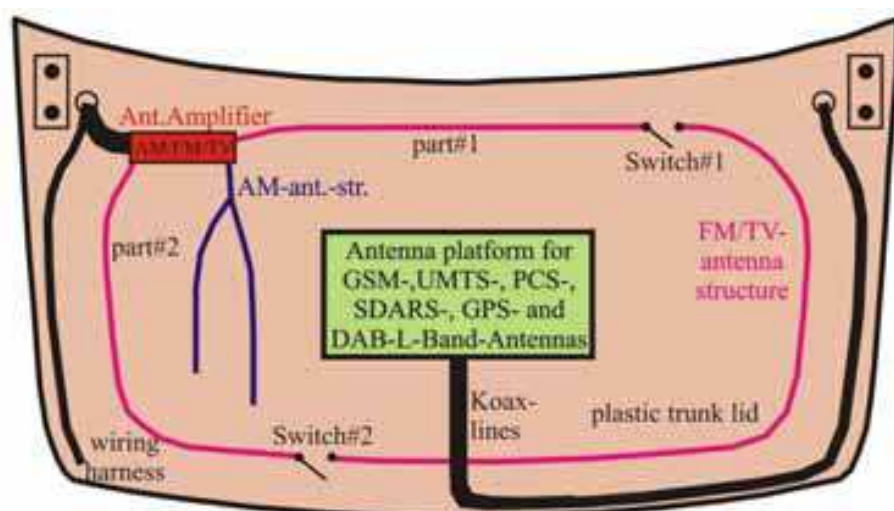 Ant.Amplifier
AM/FM/TV
part#1
Switch#1
AM-ant.-str.
part#2
Antenna platform for
GSM-,UMTS-, PCS-,
SDARS-, GPS- and
DAB-L-Band-Antennas
FM/TV-
antenna
structure
Koax-
lines
plastic trunk lid
Switch#2
wiring
harness